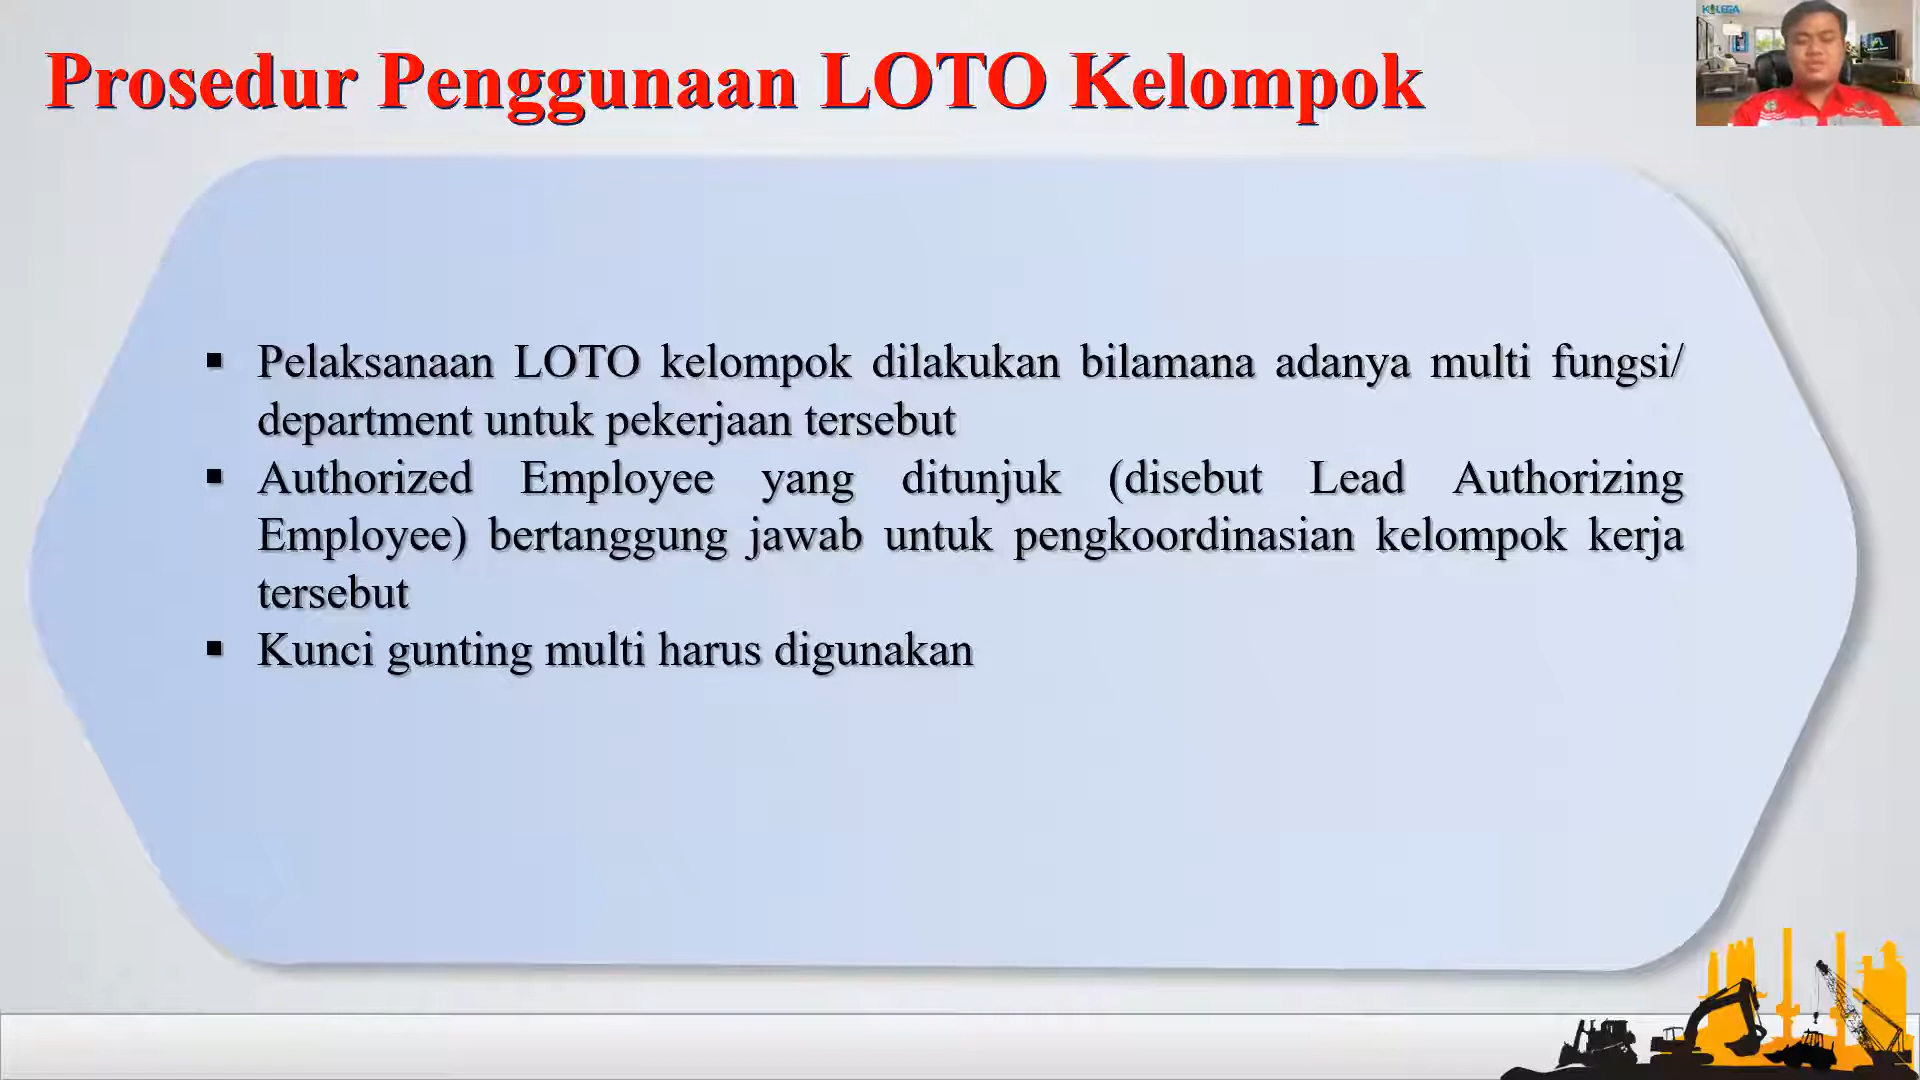 Prosedur Penggunaan LOTO Kelompok
KOLEGA
▪ Pelaksanaan LOTO kelompok dilakukan bilamana adanya multi fungsi/
department untuk pekerjaan tersebut
▪ Authorized Employee yang ditunjuk (disebut Lead Authorizing
Employee) bertanggung jawab untuk pengkoordinasian kelompok kerja
tersebut
▪ Kunci gunting multi harus digunakan